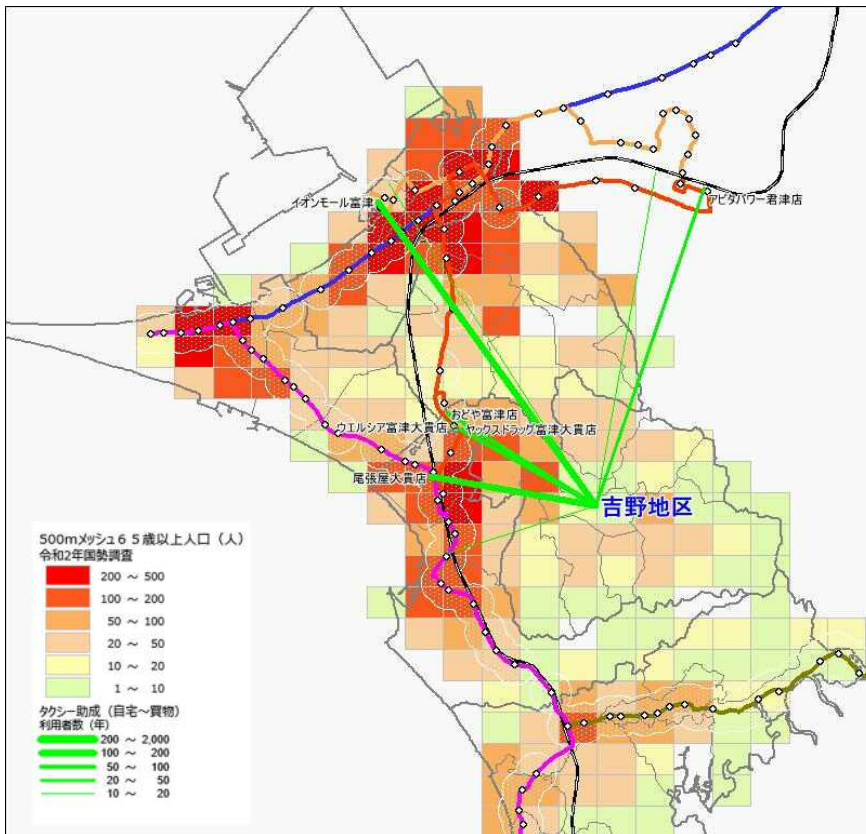 イオンモール富津
アピタパワー君津店
おどや富津店
ウエルシア富津大貫店
ヤックスドラッグ富津大貫店
尾張屋大貫店
吉野地区
500mメッシュ65歳以上人口（人）
令和2年国勢調査
200 ～ 500
100 ～ 200
50 ～ 100
20 ～ 50
10 ～ 20
1 ～ 10
タクシー助成（自宅～買物）
利用者数（年）
200 ～ 2,000
100 ～ 200
50 ～ 100
20 ～ 50
10 ～ 20